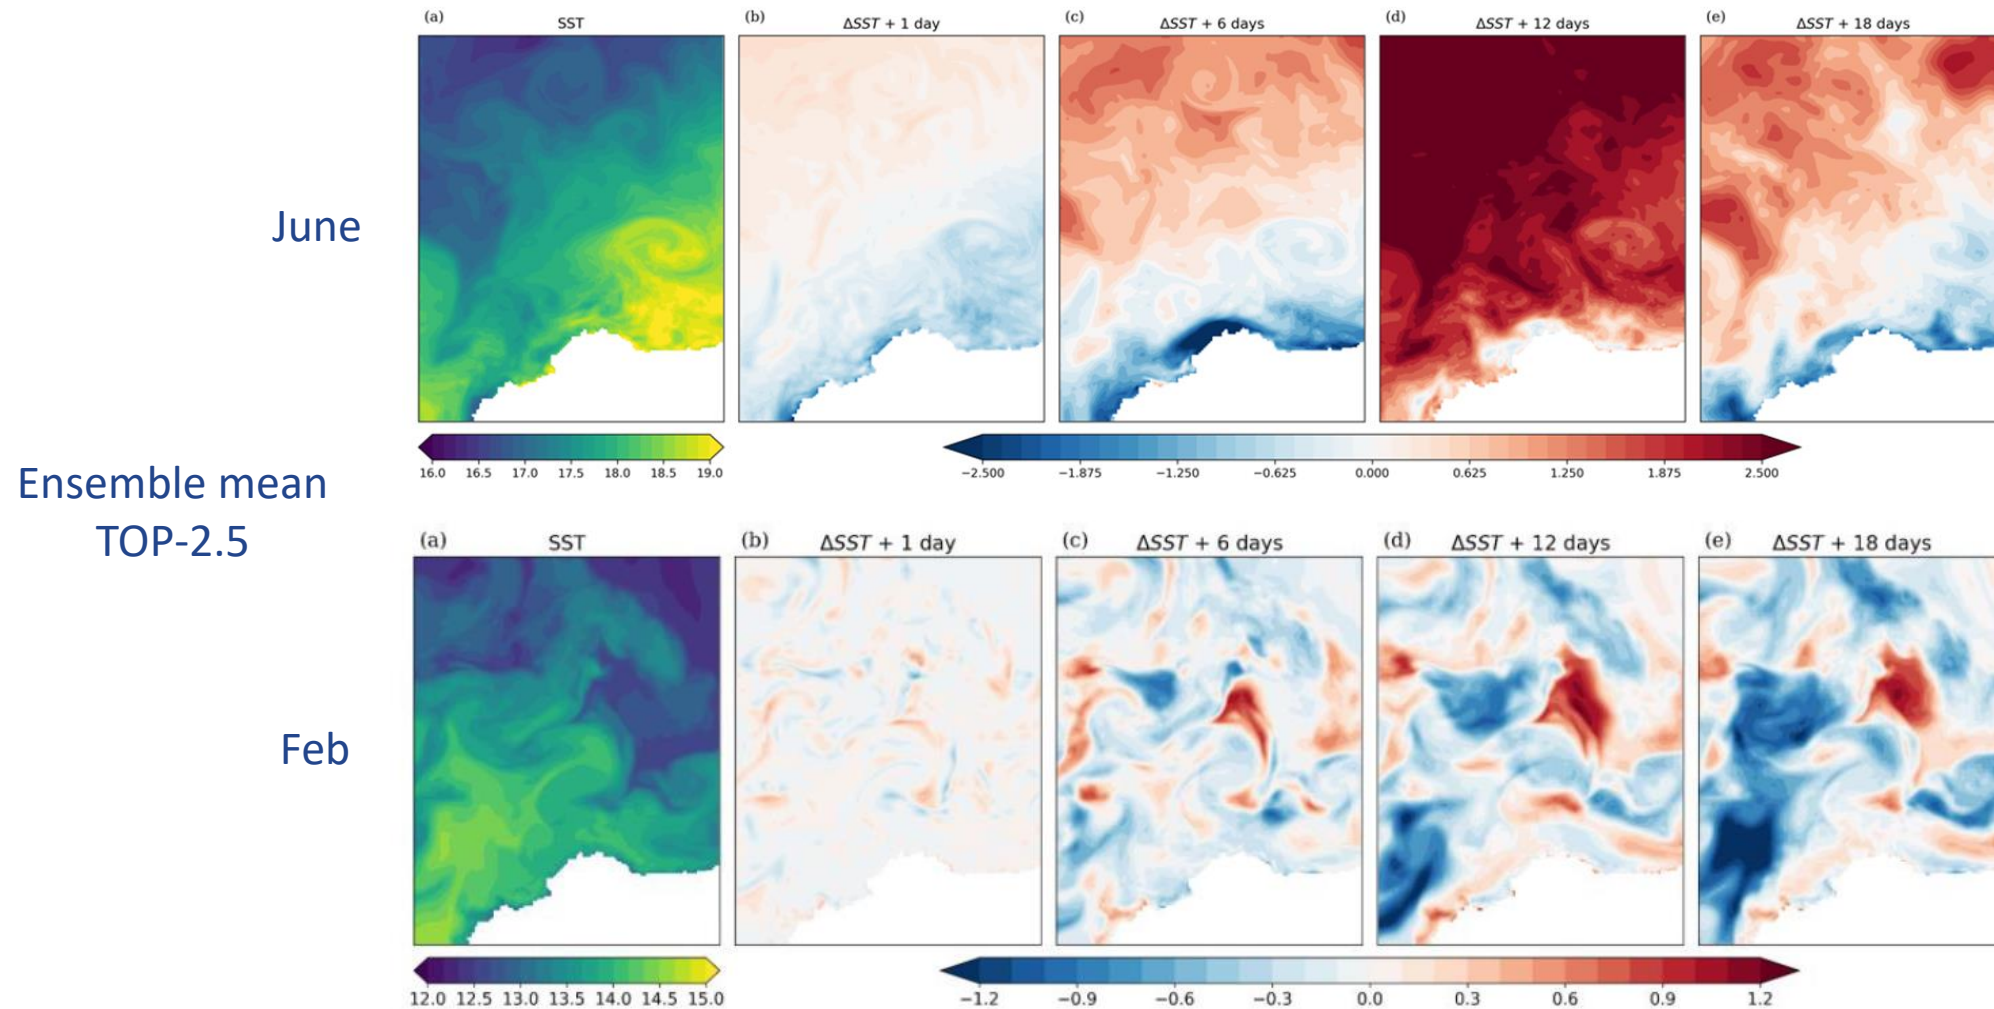 (a) SST
(b) ΔSST + 1 day
(c) ΔSST + 6 days
(d) ΔSST + 12 days
(e) ΔSST + 18 days
June
16.0 16.5 17.0 17.5 18.0 18.5 19.0
−2.500 −1.875 −1.250 −0.625 0.000 0.625 1.250 1.875 2.500
Ensemble mean
TOP-2.5
(a) SST
(b) ΔSST + 1 day
(c) ΔSST + 6 days
(d) ΔSST + 12 days
(e) ΔSST + 18 days
Feb
12.0 12.5 13.0 13.5 14.0 14.5 15.0
−1.2 −0.9 −0.6 −0.3 0.0 0.3 0.6 0.9 1.2